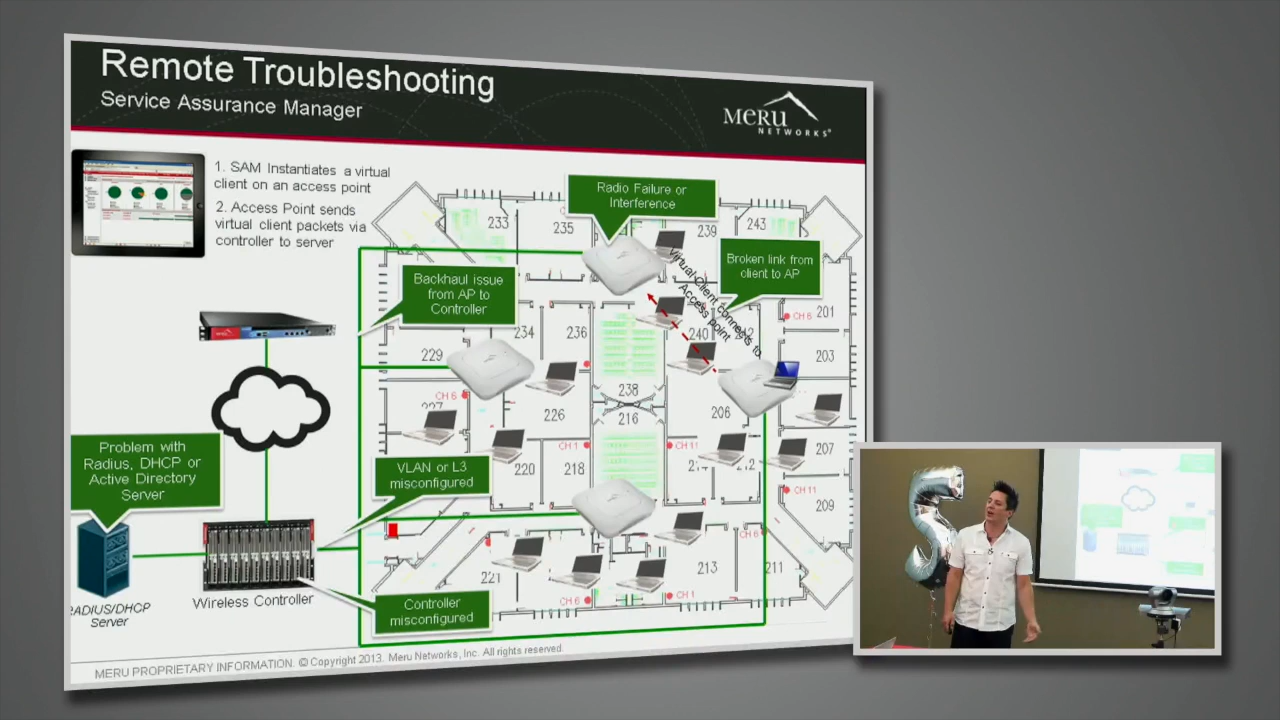 Remote Troubleshooting
Service Assurance Manager
MERU
NETWORKS
1. SAM Instantiates a virtual
client on an access point
2. Access Point sends
virtual client packets via
controller to server
Radio Failure or
Interference
Broken link from
client to AP
Backhaul issue
from AP to
Controller
Virtual Client connects to
Access point
233
235
239
243
234
236
240
201
CH 6
229
203
238
216
CH 6
226
206
CH 1
CH 11
220
218
207
CH 11
209
Problem with
Radius, DHCP or
Active Directory
Server
VLAN or L3
misconfigured
CH 6
221
213
211
CH 6
CH 1
RADIUS/DHCP
Server
Wireless Controller
Controller
misconfigured
MERU PROPRIETARY INFORMATION. © Copyright 2013. Meru Networks, Inc. All rights reserved.